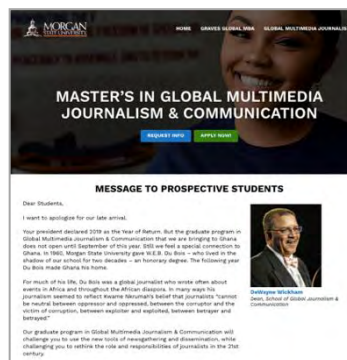 MORGAN
STATE UNIVERSITY
HOME GRAVES GLOBAL MBA GLOBAL MULTIMEDIA JOURNALIS
MASTER'S IN GLOBAL MULTIMEDIA
JOURNALISM & COMMUNICATION
REQUEST INFO APPLY NOW!
MESSAGE TO PROSPECTIVE STUDENTS
Dear Students,
I want to apologize for our late arrival.
Your president declared 2019 as the Year of Return. But the graduate program in
Global Multimedia Journalism & Communication that we are bringing to Ghana
does not open until September of this year. Still we feel a special connection to
Ghana. In 1960, Morgan State University gave W.E.B. Du Bois – who lived in the
shadow of our school for two decades – an honorary degree. The following year
Du Bois made Ghana his home.
For much of his life, Du Bois was a global journalist who wrote often about
events in Africa and throughout the African diaspora. In many ways his
journalism seemed to reflect Kwame Nkrumah's belief that journalists "cannot
be neutral between oppressor and oppressed, between the corruptor and the
victim of corruption, between exploiter and exploited, between betrayer and
betrayed."
Our graduate program in Global Multimedia Journalism & Communication will
challenge you to use the new tools of newsgathering and dissemination, while
challenging you to rethink the role and responsibilities of journalists in the 21st
century.
DeWayne Wickham
Dean, School of Global Journalism &
Communication